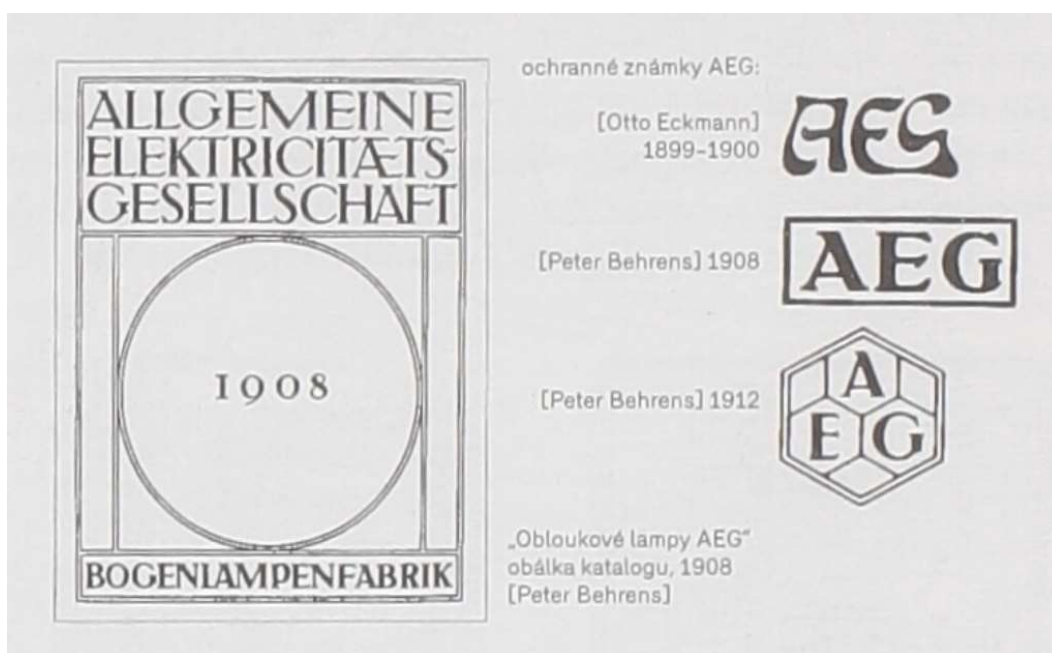 ALLGEMEINE
ELEKTRICITÆTS-
GESELLSCHAFT
1908
BOGENLAMPENFABRIK
ochranné známky AEG:
[Otto Eckmann]
1899–1900
AEG
[Peter Behrens] 1908
AEG
[Peter Behrens] 1912
A
E G
„Obloukové lampy AEG“
obálka katalogu, 1908
[Peter Behrens]